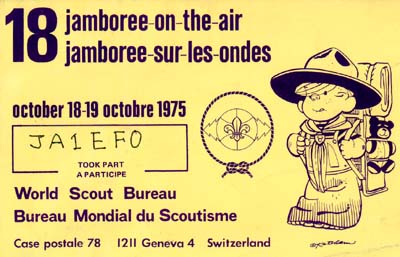 18 jamboree-on-the-air
jamboree-sur-les-ondes
october 18-19 octobre 1975
JA1EFO
TOOK PART
A PARTICIPE
World Scout Bureau
Bureau Mondial du Scoutisme
Case postale 78 1211 Geneva 4 Switzerland